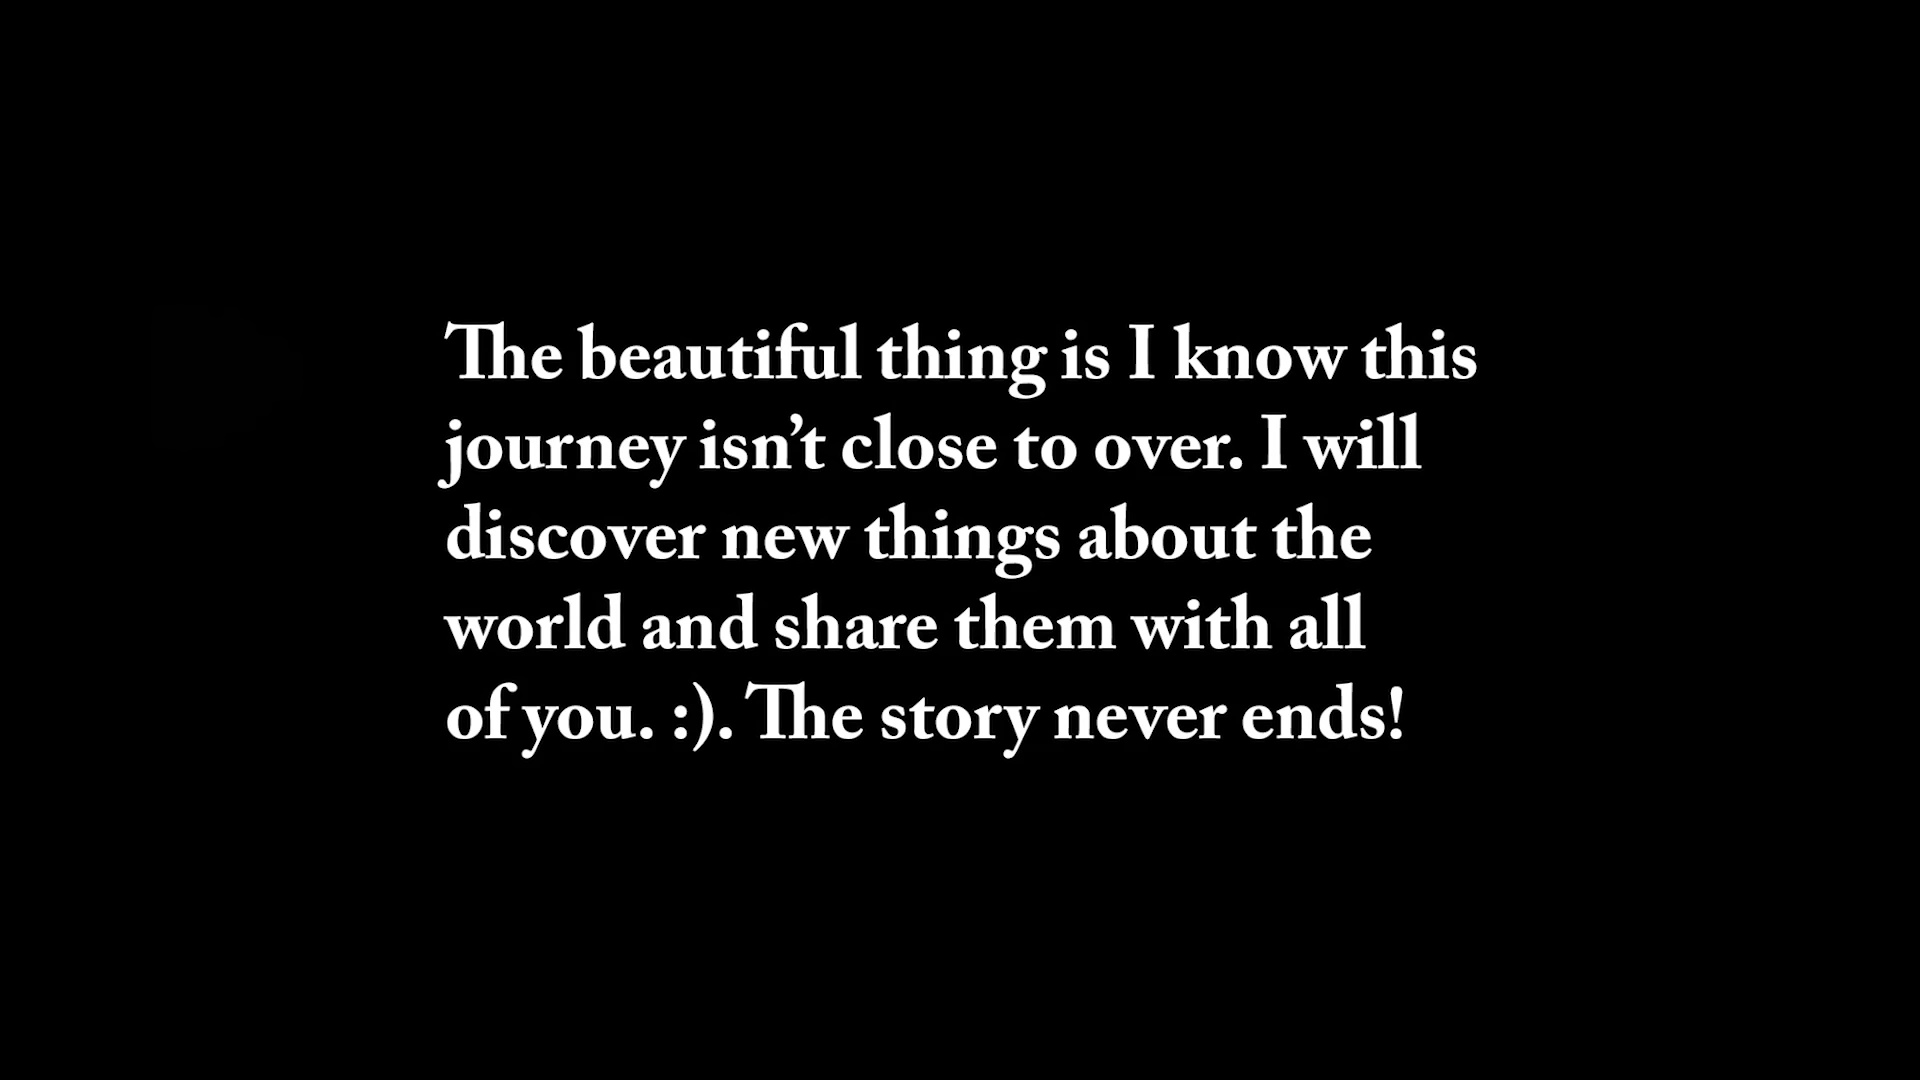 The beautiful thing is I know this
journey isn’t close to over. I will
discover new things about the
world and share them with all
of you. :). The story never ends!